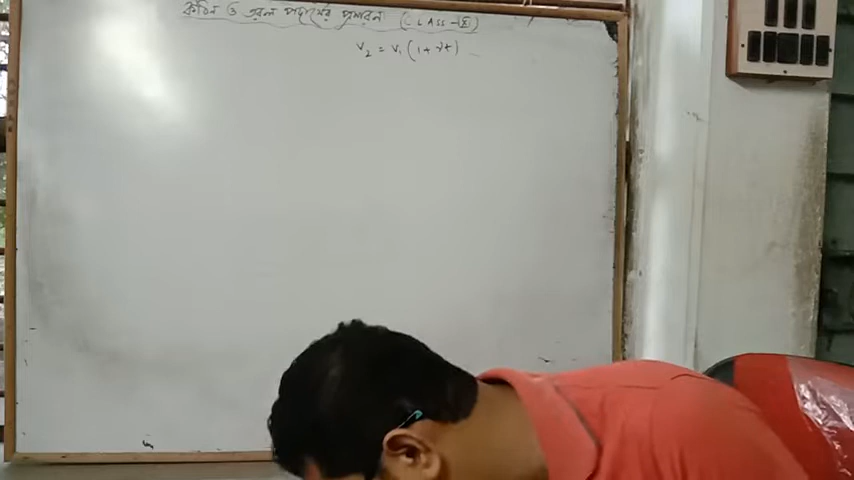 কঠিন ও তরল পদার্থের প্রসারণ (CLASS-XI)
V₂ = V₁ (1 + γt)